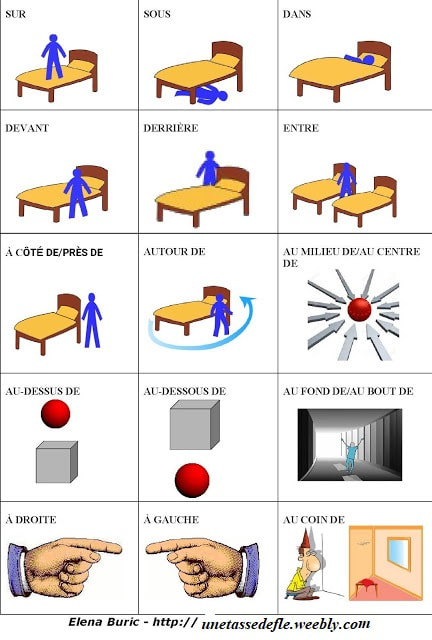 SUR
SOUS
DANS
DEVANT
DERRIÈRE
ENTRE
À CÔTÉ DE/PRÈS DE
AUTOUR DE
AU MILIEU DE/AU CENTRE
DE
AU-DESSUS DE
AU-DESSOUS DE
AU FOND DE/AU BOUT DE
À DROITE
À GAUCHE
AU COIN DE
Elena Buric - http:// unetassedefle.weebly.com